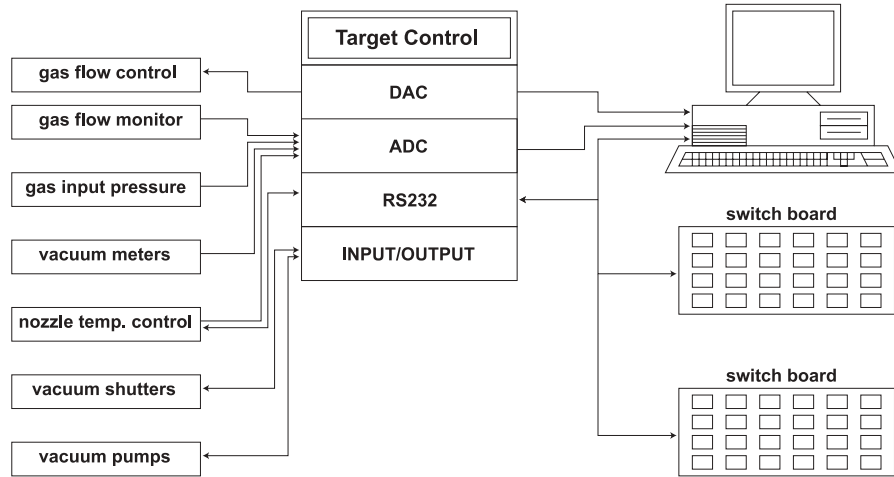 Target Control
DAC
ADC
RS232
INPUT/OUTPUT
gas flow control
gas flow monitor
gas input pressure
vacuum meters
nozzle temp. control
vacuum shutters
vacuum pumps
switch board
switch board